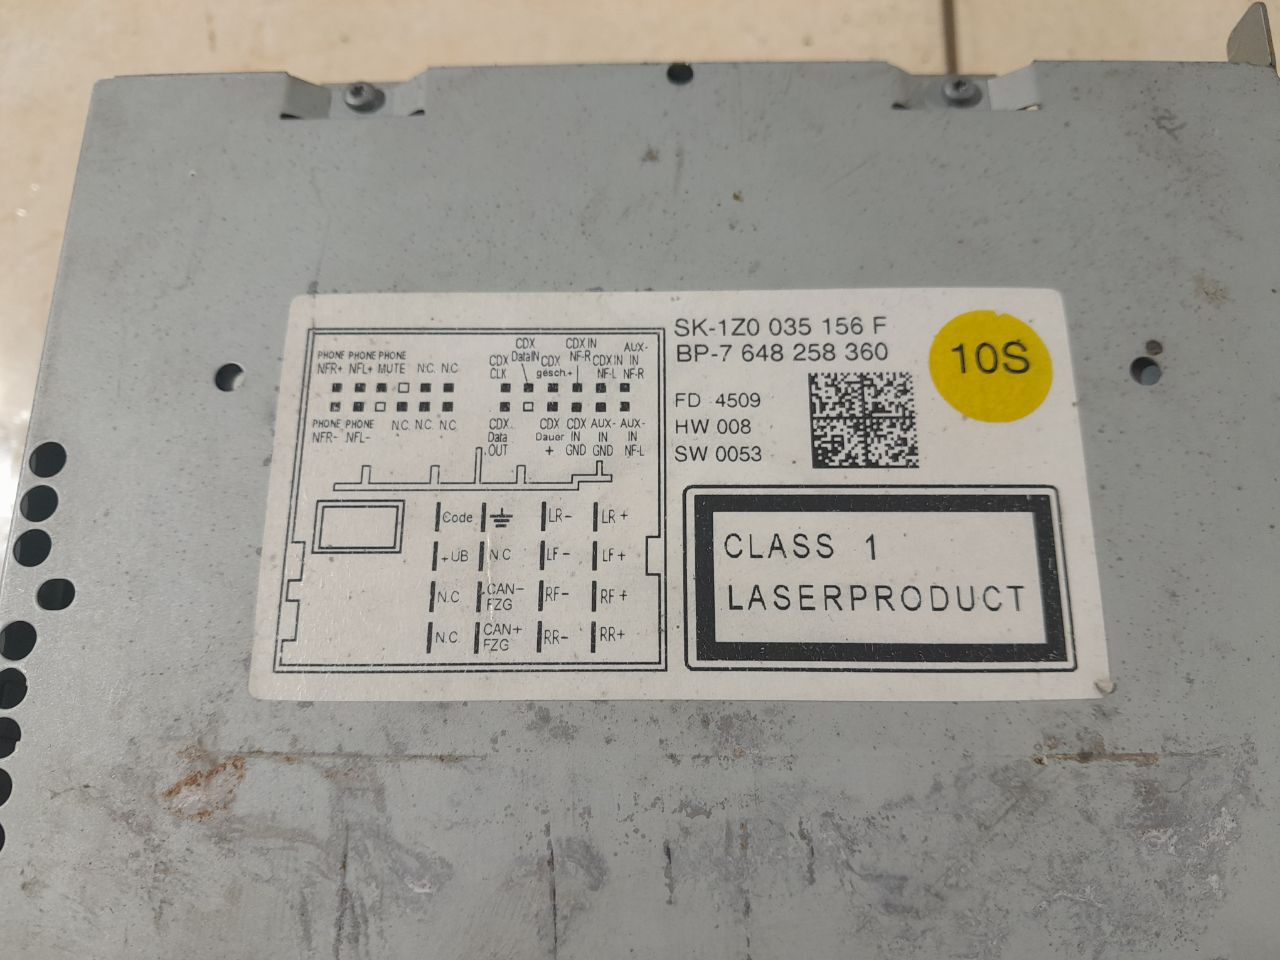 SK-1Z0 035 156 F
BP-7 648 258 360
FD 4509
HW 008
SW 0053
10S
CLASS 1
LASERPRODUCT
PHONE PHONE PHONE
NFR+ NFL+ MUTE N.C. N.C.
CDX CLK
CDX DataIN
CDX gesch.+
CDX IN NF-R
CDX IN NF-L
AUX-IN NF-R
PHONE PHONE
NFR- NFL- N.C. N.C. N.C.
CDX Data OUT
CDX Dauer +
CDX IN GND
AUX-IN GND
AUX-IN NF-L
Code LR- LR+
+UB N.C LF- LF+
N.C CAN- FZG RF- RF+
N.C. CAN+ FZG RR- RR+